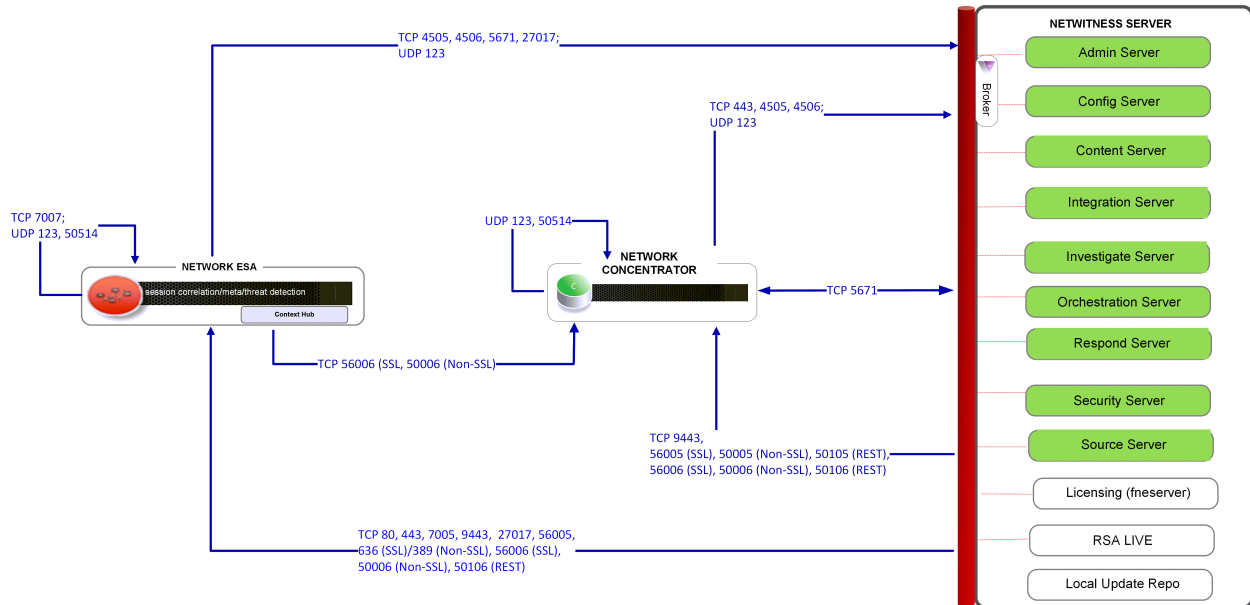 TCP 4505, 4506, 5671, 27017;
UDP 123
NETWITNESS SERVER
Admin Server
Broker
Config Server
TCP 443, 4505, 4506;
UDP 123
Content Server
Integration Server
TCP 7007;
UDP 123, 50514
UDP 123, 50514
NETWORK ESA
session correlation/meta/threat detection
Context Hub
NETWORK
CONCENTRATOR
C
TCP 5671
Investigate Server
Orchestration Server
Respond Server
TCP 56006 (SSL, 50006 (Non-SSL)
Security Server
TCP 9443,
56005 (SSL), 50005 (Non-SSL), 50105 (REST),
56006 (SSL), 50006 (Non-SSL), 50106 (REST)
Source Server
Licensing (fneserver)
TCP 80, 443, 7005, 9443, 27017, 56005,
636 (SSL)/389 (Non-SSL), 56006 (SSL),
50006 (Non-SSL), 50106 (REST)
RSA LIVE
Local Update Repo